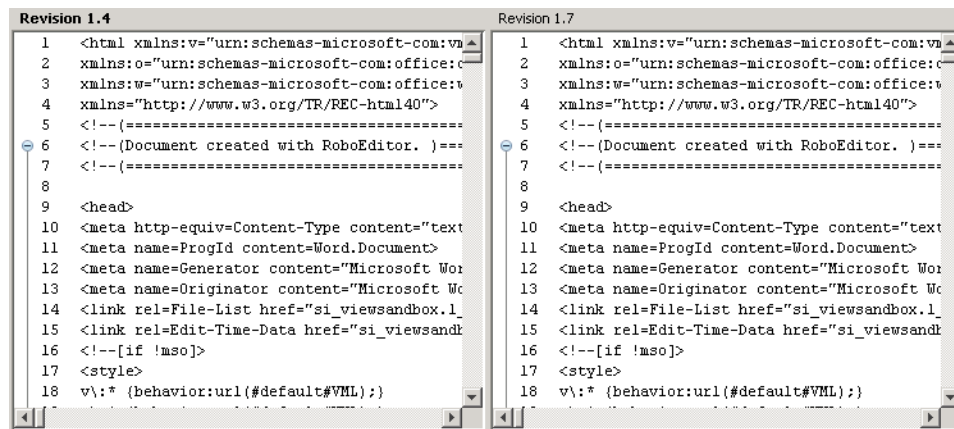 Revision 1.4
1 <html xmlns:v="urn:schemas-microsoft-com:vm
2 xmlns:o="urn:schemas-microsoft-com:office:o
3 xmlns:w="urn:schemas-microsoft-com:office:w
4 xmlns="http://www.w3.org/TR/REC-html40">
5 <!--(=====================================
6 <!--(Document created with RoboEditor. )===
7 <!--(=====================================
8
9 <head>
10 <meta http-equiv=Content-Type content="text
11 <meta name=ProgId content=Word.Document>
12 <meta name=Generator content="Microsoft Wor
13 <meta name=Originator content="Microsoft Wo
14 <link rel=File-List href="si_viewsandbox.1_
15 <link rel=Edit-Time-Data href="si_viewsandb
16 <!--[if !mso]>
17 <style>
18 v\:* {behavior:url(#default#VML);}
Revision 1.7
1 <html xmlns:v="urn:schemas-microsoft-com:vm
2 xmlns:o="urn:schemas-microsoft-com:office:o
3 xmlns:w="urn:schemas-microsoft-com:office:w
4 xmlns="http://www.w3.org/TR/REC-html40">
5 <!--(=====================================
6 <!--(Document created with RoboEditor. )===
7 <!--(=====================================
8
9 <head>
10 <meta http-equiv=Content-Type content="text
11 <meta name=ProgId content=Word.Document>
12 <meta name=Generator content="Microsoft Wor
13 <meta name=Originator content="Microsoft Wo
14 <link rel=File-List href="si_viewsandbox.1_
15 <link rel=Edit-Time-Data href="si_viewsandb
16 <!--[if !mso]>
17 <style>
18 v\:* {behavior:url(#default#VML);}